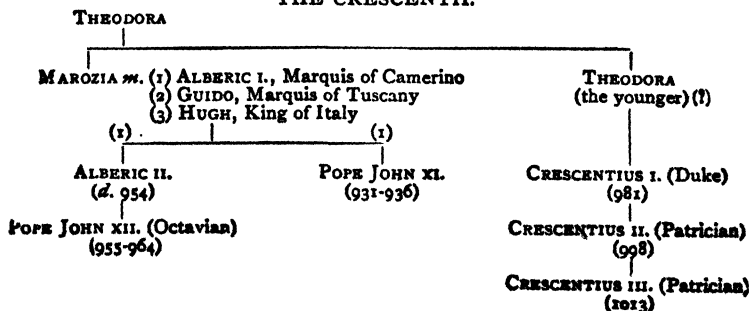 THEODORA
MAROZIA m. (1) ALBERIC I., Marquis of Camerino
(2) GUIDO, Marquis of Tuscany
(3) HUGH, King of Italy
THEODORA
(the younger) (?)
(1)
(1)
ALBERIC II.
(d. 954)
POPE JOHN XI.
(931-936)
CRESCENTIUS I. (Duke)
(981)
POPE JOHN XII. (Octavian)
(955-964)
CRESCENTIUS II. (Patrician)
(998)
CRESCENTIUS III. (Patrician)
(1013)